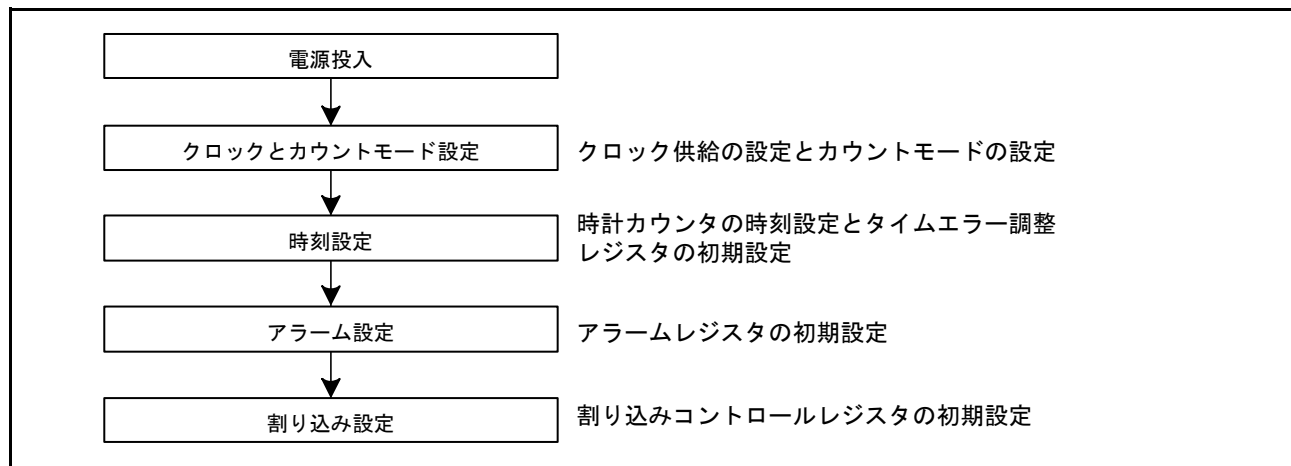 電源投入
クロックとカウントモード設定
クロック供給の設定とカウントモードの設定
時刻設定
時計カウンタの時刻設定とタイムエラー調整
レジスタの初期設定
アラーム設定
アラームレジスタの初期設定
割り込み設定
割り込みコントロールレジスタの初期設定